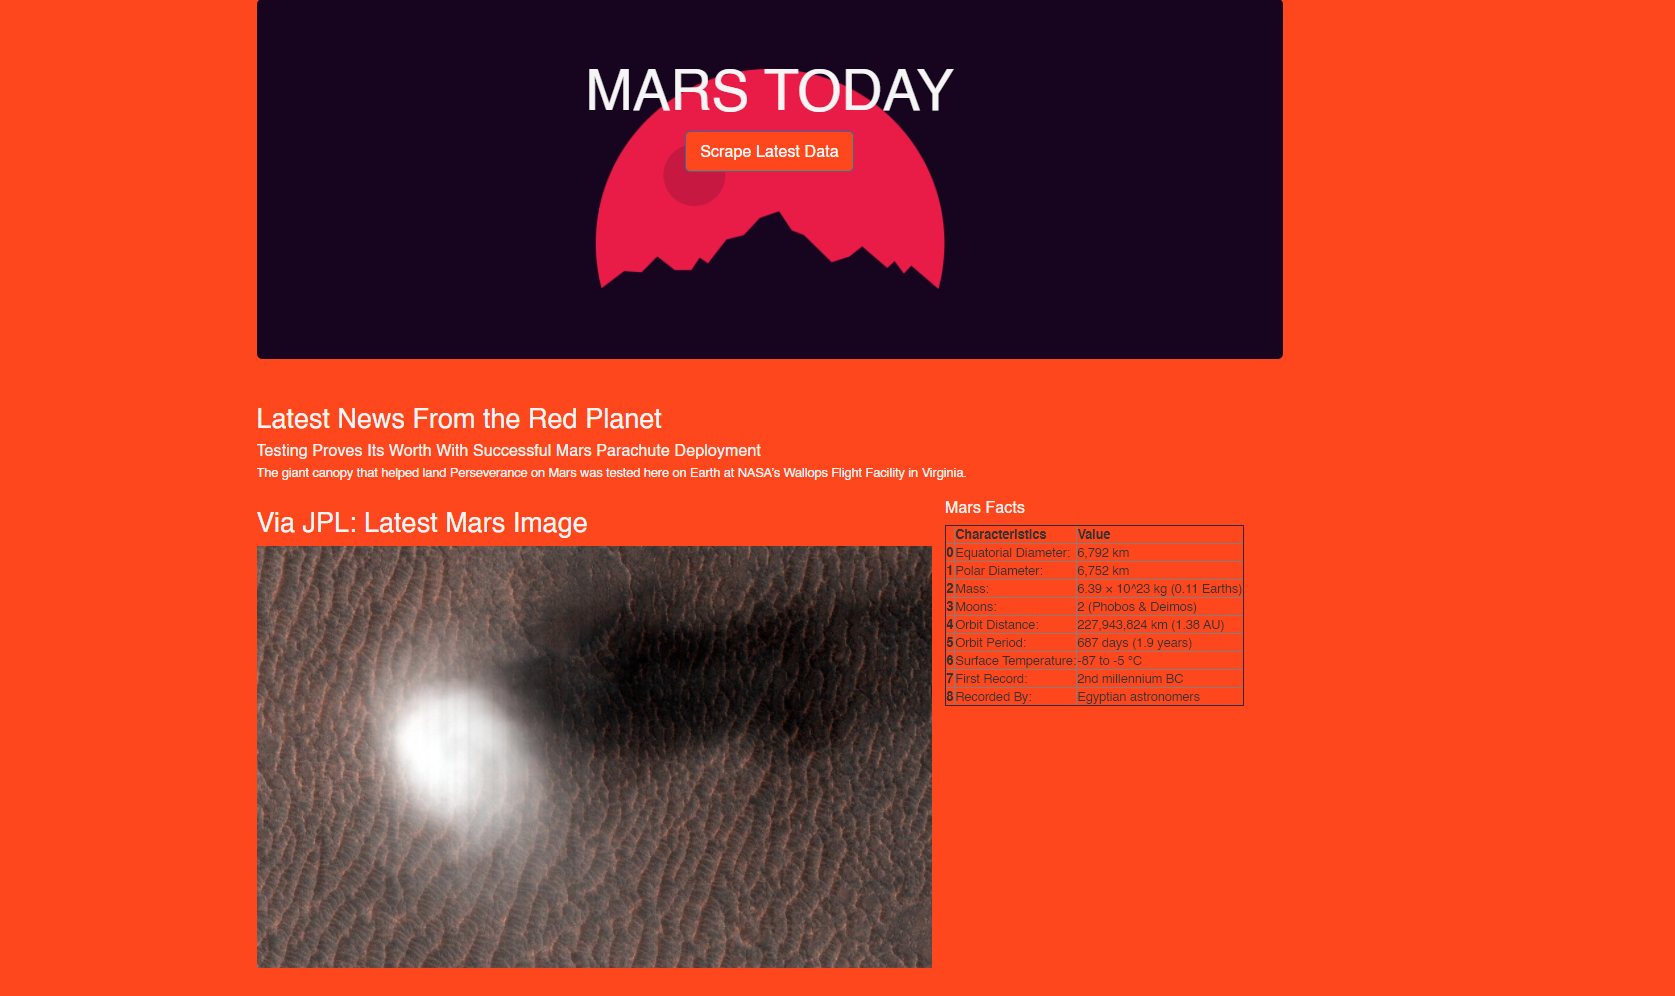 MARS TODAY
Scrape Latest Data
Latest News From the Red Planet
Testing Proves Its Worth With Successful Mars Parachute Deployment
The giant canopy that helped land Perseverance on Mars was tested here on Earth at NASA's Wallops Flight Facility in Virginia.
Via JPL: Latest Mars Image
Mars Facts
Characteristics Value
0 Equatorial Diameter: 6,792 km
1 Polar Diameter: 6,752 km
2 Mass: 6.39 × 10^23 kg (0.11 Earths)
3 Moons: 2 (Phobos & Deimos)
4 Orbit Distance: 227,943,824 km (1.38 AU)
5 Orbit Period: 687 days (1.9 years)
6 Surface Temperature: -87 to -5 °C
7 First Record: 2nd millennium BC
8 Recorded By: Egyptian astronomers